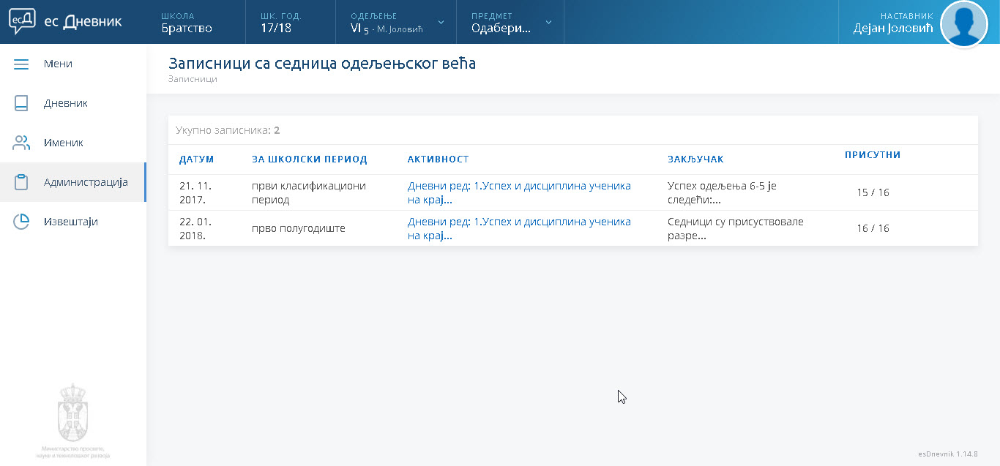 есД ес Дневник
ШКОЛА
Братство
ШК. ГОД.
17/18
ОДЕЉЕЊЕ
VI 5 - М. Јоловић
ПРЕДМЕТ
Одабери...
НАСТАВНИК
Дејан Јоловић
Мени
Дневник
Именик
Администрација
Извештаји
Министарство просвете,
науке и технолошког развоја
Записници са седница одељењског већа
Записници
Укупно записника: 2
ДАТУМ ЗА ШКОЛСКИ ПЕРИОД АКТИВНОСТ ЗАКЉУЧАК ПРИСУТНИ
21. 11.
2017.
први класификациони
период
Дневни ред: 1.Успех и дисциплина ученика
на крај...
Успех одељења 6-5 је
следећи:...
15 / 16
22. 01.
2018.
прво полугодиште
Дневни ред: 1.Успех и дисциплина ученика
на крај...
Седници су присуствовале
разре...
16 / 16
esDnevnik 1.14.8